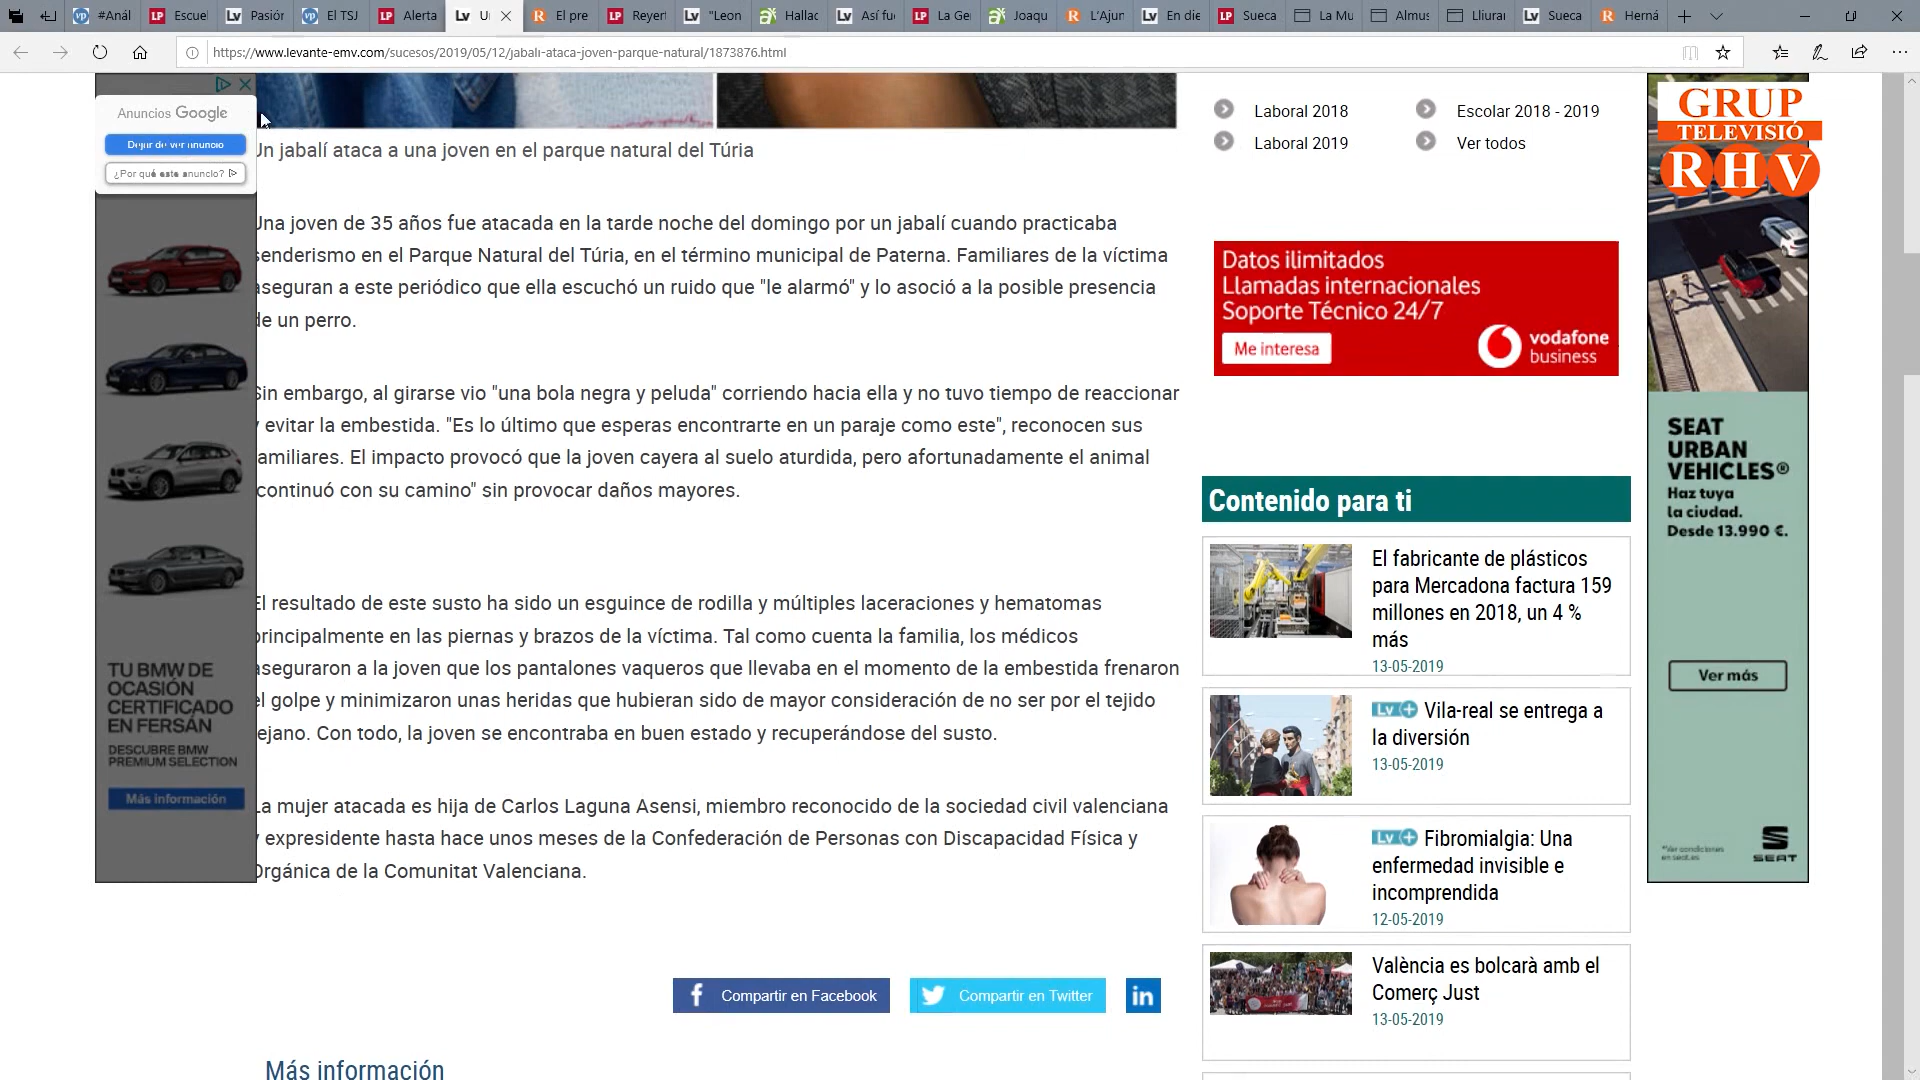 #Anál
Escuel
Pasión
El TSJ
Alerta
Un
El pre
Reyert
"Leon
Hallac
Así fu
La Ge
Joaqu
L'Ajun
En die
Sueca
La Mu
Almus
Lliurar
Sueca
Herná
https://www.levante-emv.com/sucesos/2019/05/12/jabali-ataca-joven-parque-natural/1873876.html
Anuncios Google
Dejar de ver anuncio
¿Por qué este anuncio?
TU BMW DE
OCASIÓN
CERTIFICADO
EN FERSÁN
DESCUBRE BMW
PREMIUM SELECTION
Más información
Un jabalí ataca a una joven en el parque natural del Túria
Una joven de 35 años fue atacada en la tarde noche del domingo por un jabalí cuando practicaba
senderismo en el Parque Natural del Túria, en el término municipal de Paterna. Familiares de la víctima
aseguran a este periódico que ella escuchó un ruido que "le alarmó" y lo asoció a la posible presencia
de un perro.
Sin embargo, al girarse vio "una bola negra y peluda" corriendo hacia ella y no tuvo tiempo de reaccionar
y evitar la embestida. "Es lo último que esperas encontrarte en un paraje como este", reconocen sus
familiares. El impacto provocó que la joven cayera al suelo aturdida, pero afortunadamente el animal
"continuó con su camino" sin provocar daños mayores.
El resultado de este susto ha sido un esguince de rodilla y múltiples laceraciones y hematomas
principalmente en las piernas y brazos de la víctima. Tal como cuenta la familia, los médicos
aseguraron a la joven que los pantalones vaqueros que llevaba en el momento de la embestida frenaron
el golpe y minimizaron unas heridas que hubieran sido de mayor consideración de no ser por el tejido
tejano. Con todo, la joven se encontraba en buen estado y recuperándose del susto.
La mujer atacada es hija de Carlos Laguna Asensi, miembro reconocido de la sociedad civil valenciana
y expresidente hasta hace unos meses de la Confederación de Personas con Discapacidad Física y
Orgánica de la Comunitat Valenciana.
Compartir en Facebook
Compartir en Twitter
in
Más información
Laboral 2018
Escolar 2018 - 2019
Laboral 2019
Ver todos
Datos ilimitados
Llamadas internacionales
Soporte Técnico 24/7
Me interesa
vodafone
business
Contenido para ti
El fabricante de plásticos
para Mercadona factura 159
millones en 2018, un 4 %
más
13-05-2019
Lv+ Vila-real se entrega a
la diversión
13-05-2019
Lv+ Fibromialgia: Una
enfermedad invisible e
incomprendida
12-05-2019
València es bolcarà amb el
Comerç Just
13-05-2019
GRUP
TELEVISIÓ
RHV
SEAT
URBAN
VEHICLES®
Haz tuya
la ciudad.
Desde 13.990 €.
Ver más
*Ver condiciones
en seat.es
SEAT